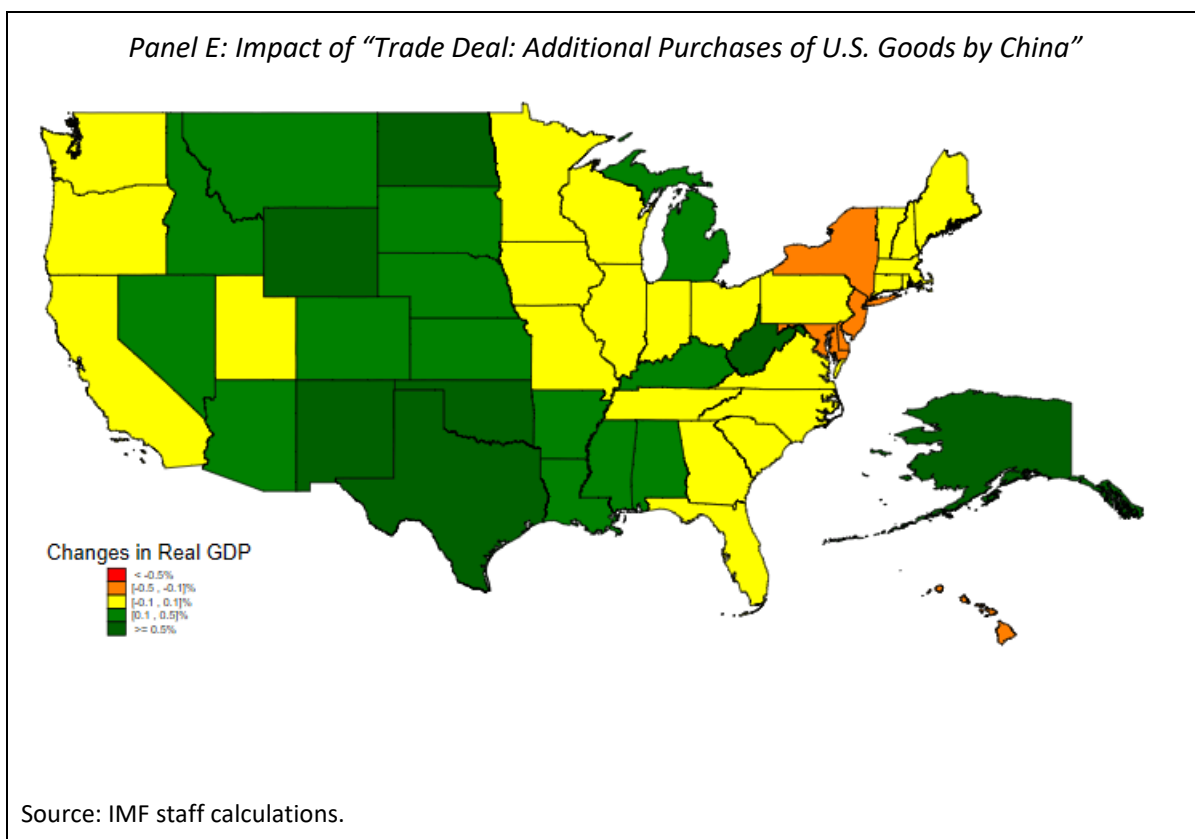 Panel E: Impact of “Trade Deal: Additional Purchases of U.S. Goods by China”
Changes in Real GDP
< -0.5%
[-0.5 , -0.1]%
[-0.1 , 0.1]%
[0.1 , 0.5]%
>= 0.5%
Source: IMF staff calculations.